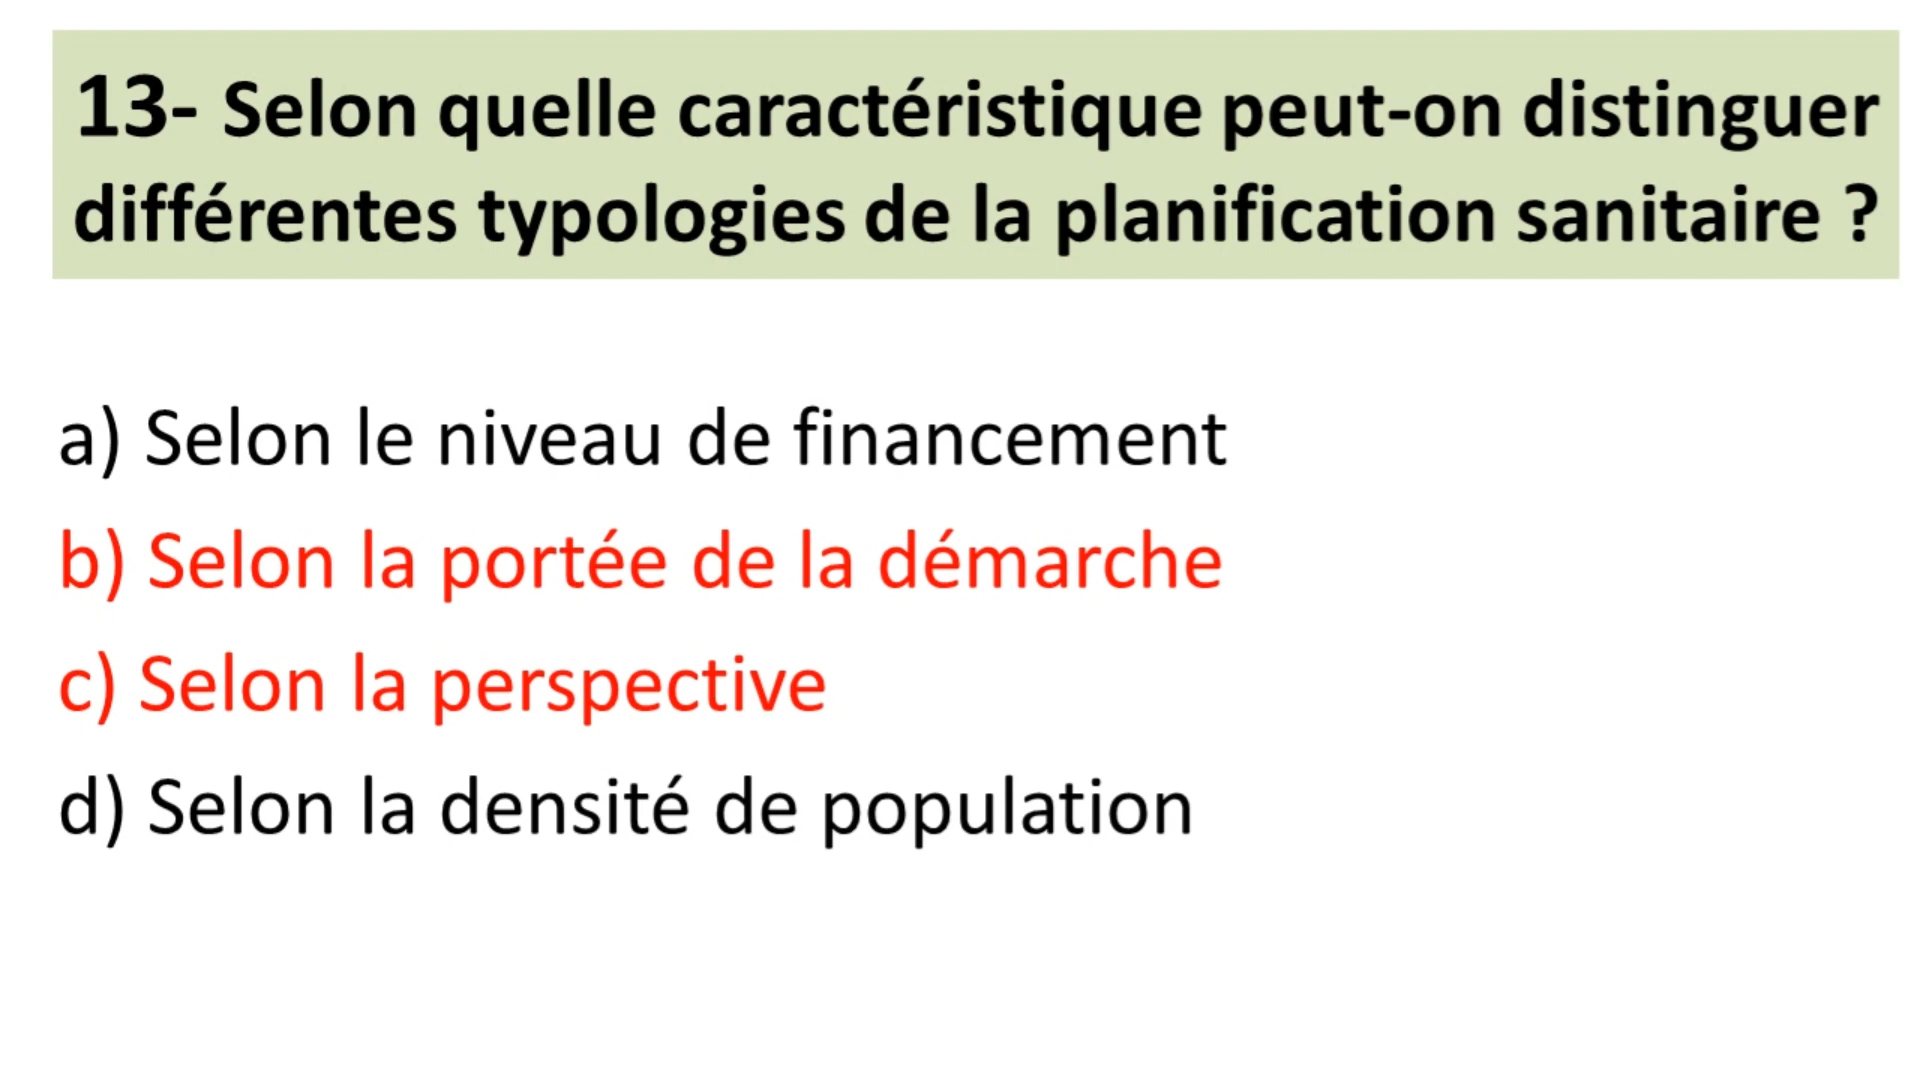 13- Selon quelle caractéristique peut-on distinguer
différentes typologies de la planification sanitaire ?
a) Selon le niveau de financement
b) Selon la portée de la démarche
c) Selon la perspective
d) Selon la densité de population